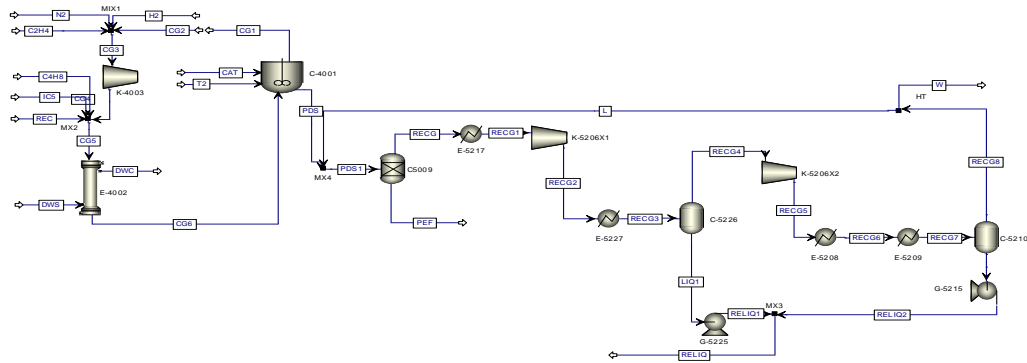 MIX1
N2
H2
C2H4
CG2
CG1
CG3
K-4003
C4H8
IC5
CG4
REC
MX2
CG5
E-4002
DWC
DWS
CG6
CAT
T2
C-4001
PDS
L
W
HT
MX4
PDS1
C5009
RECG
E-5217
RECG1
K-5206X1
RECG2
PEF
E-5227
RECG3
C-5226
RECG4
K-5206X2
RECG5
E-5208
RECG6
E-5209
RECG7
C-5210
RECG8
LIQ1
G-5225
RELIQ1
MX3
G-5215
RELIQ2
RELIQ